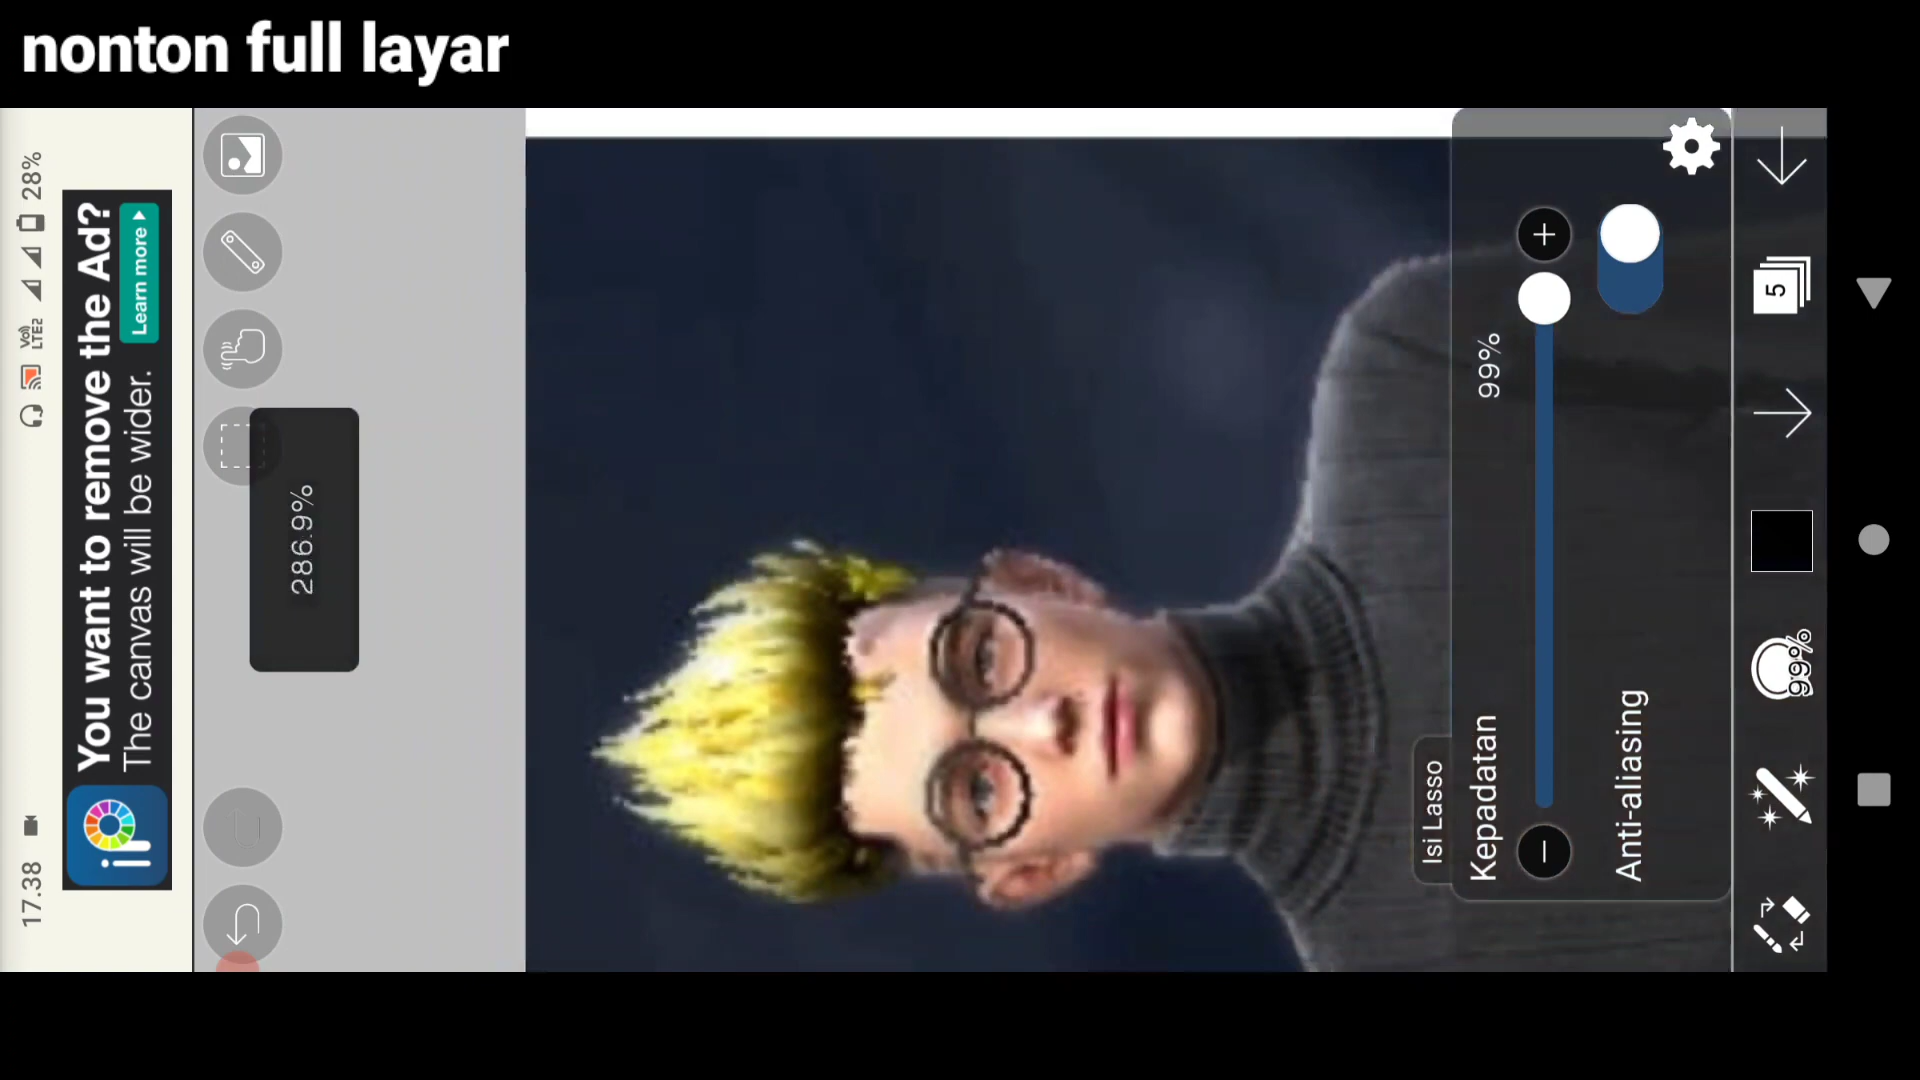 nonton full layar
17.38
VoLTE2
28%
You want to remove the Ad?
The canvas will be wider.
Learn more
286.9%
Isi Lasso
Kepadatan
99%
Anti-aliasing
99%
5